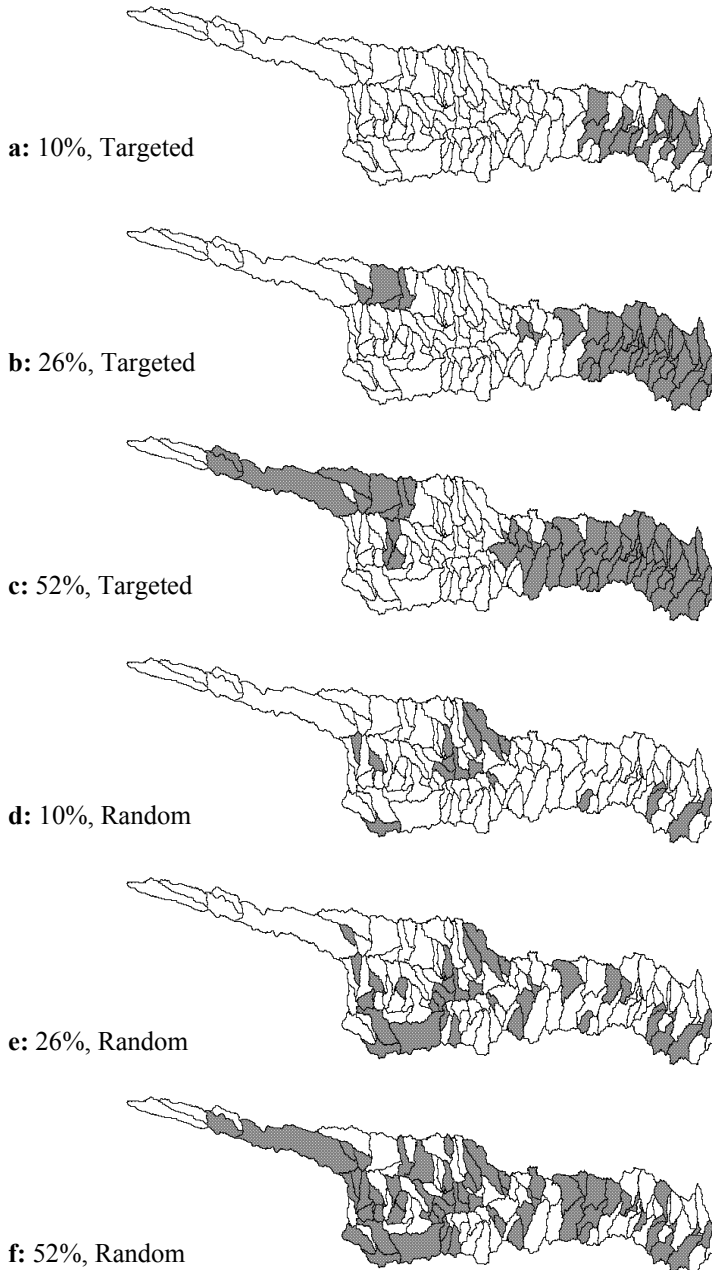 a: 10%, Targeted
b: 26%, Targeted
c: 52%, Targeted
d: 10%, Random
e: 26%, Random
f: 52%, Random